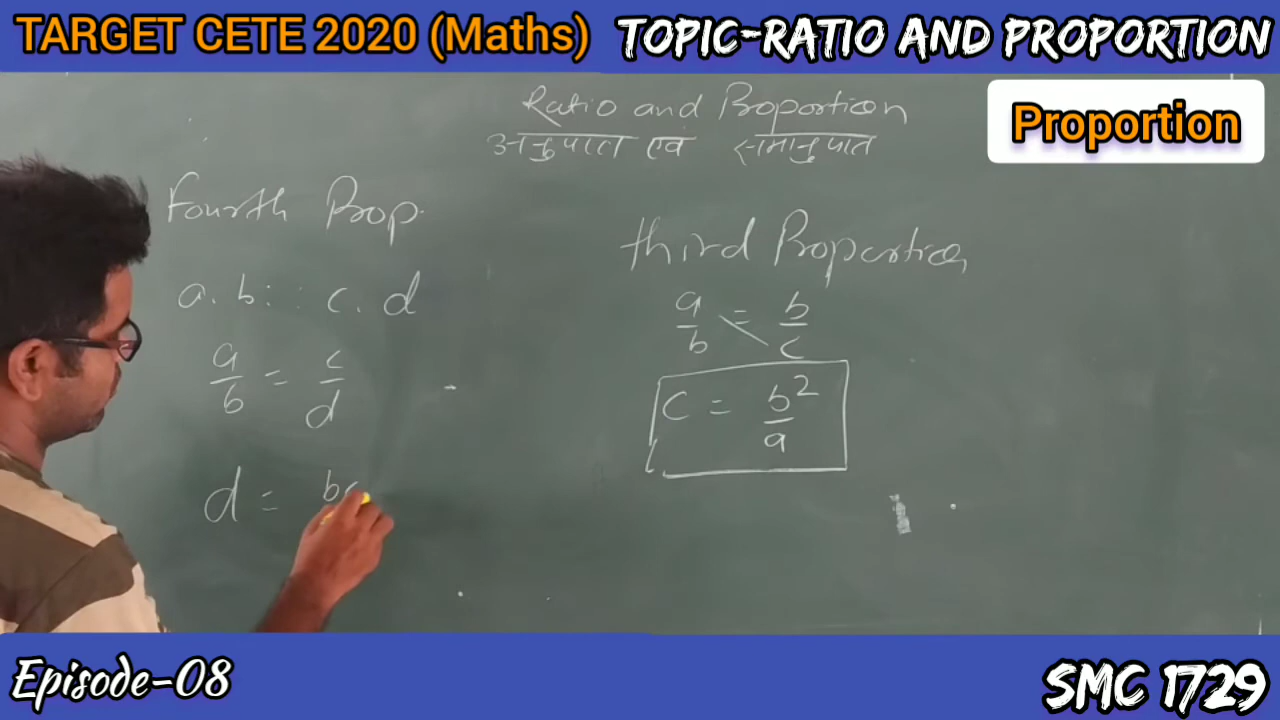 TARGET CETE 2020 (Maths) TOPIC-RATIO AND PROPORTION
Proportion
Ratio and Proportion
अनुपात एवं समानुपात
Fourth Prop.
a : b :: c : d
a/b = c/d
d = bc
third Proportion
a/b = b/c
c = b²/a
Episode-08
SMC 1729